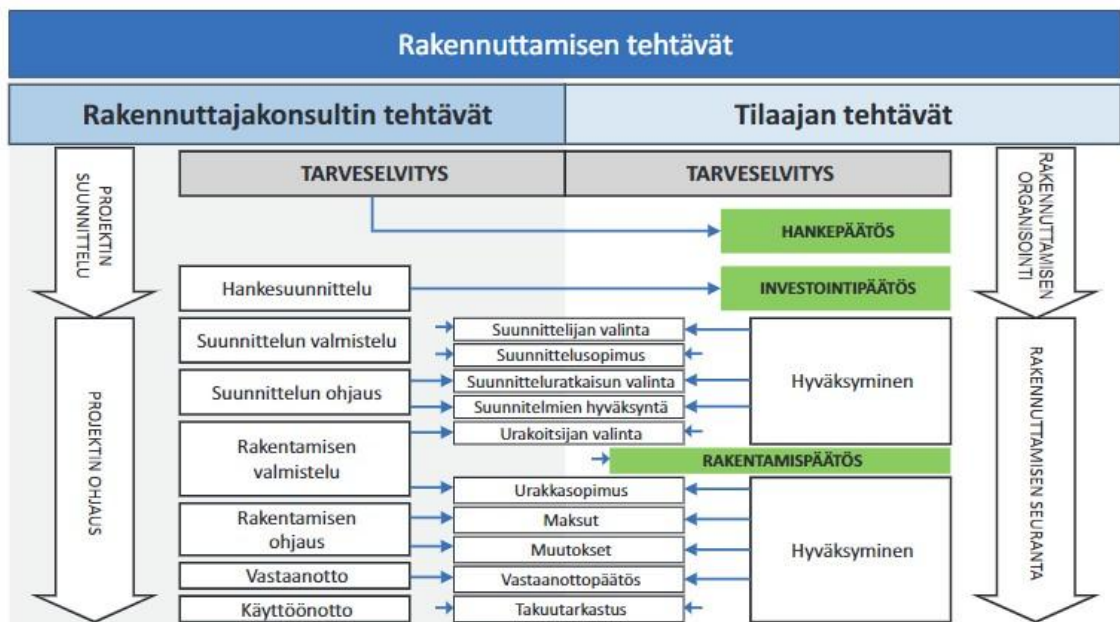 Rakennuttamisen tehtävät
Rakennuttajakonsultin tehtävät
Tilaajan tehtävät
PROJEKTIN
SUUNNITTELU
TARVESELVITYS
TARVESELVITYS
RAKENNUTTAMISEN
ORGANISOINTI
HANKEPÄÄTÖS
Hankesuunnittelu
INVESTOINTIPÄÄTÖS
PROJEKTIN OHJAUS
Suunnittelun valmistelu
Suunnittelijan valinta
Suunnittelusopimus
Suunnittelun ohjaus
Suunnitteluratkaisun valinta
Hyväksyminen
Suunnitelmien hyväksyntä
Urakoitsijan valinta
Rakentamisen
valmistelu
RAKENTAMISPÄÄTÖS
RAKENNUTTAMISEN SEURANTA
Urakkasopimus
Rakentamisen
ohjaus
Maksut
Muutokset
Hyväksyminen
Vastaanotto
Vastaanottopäätös
Käyttöönotto
Takuutarkastus